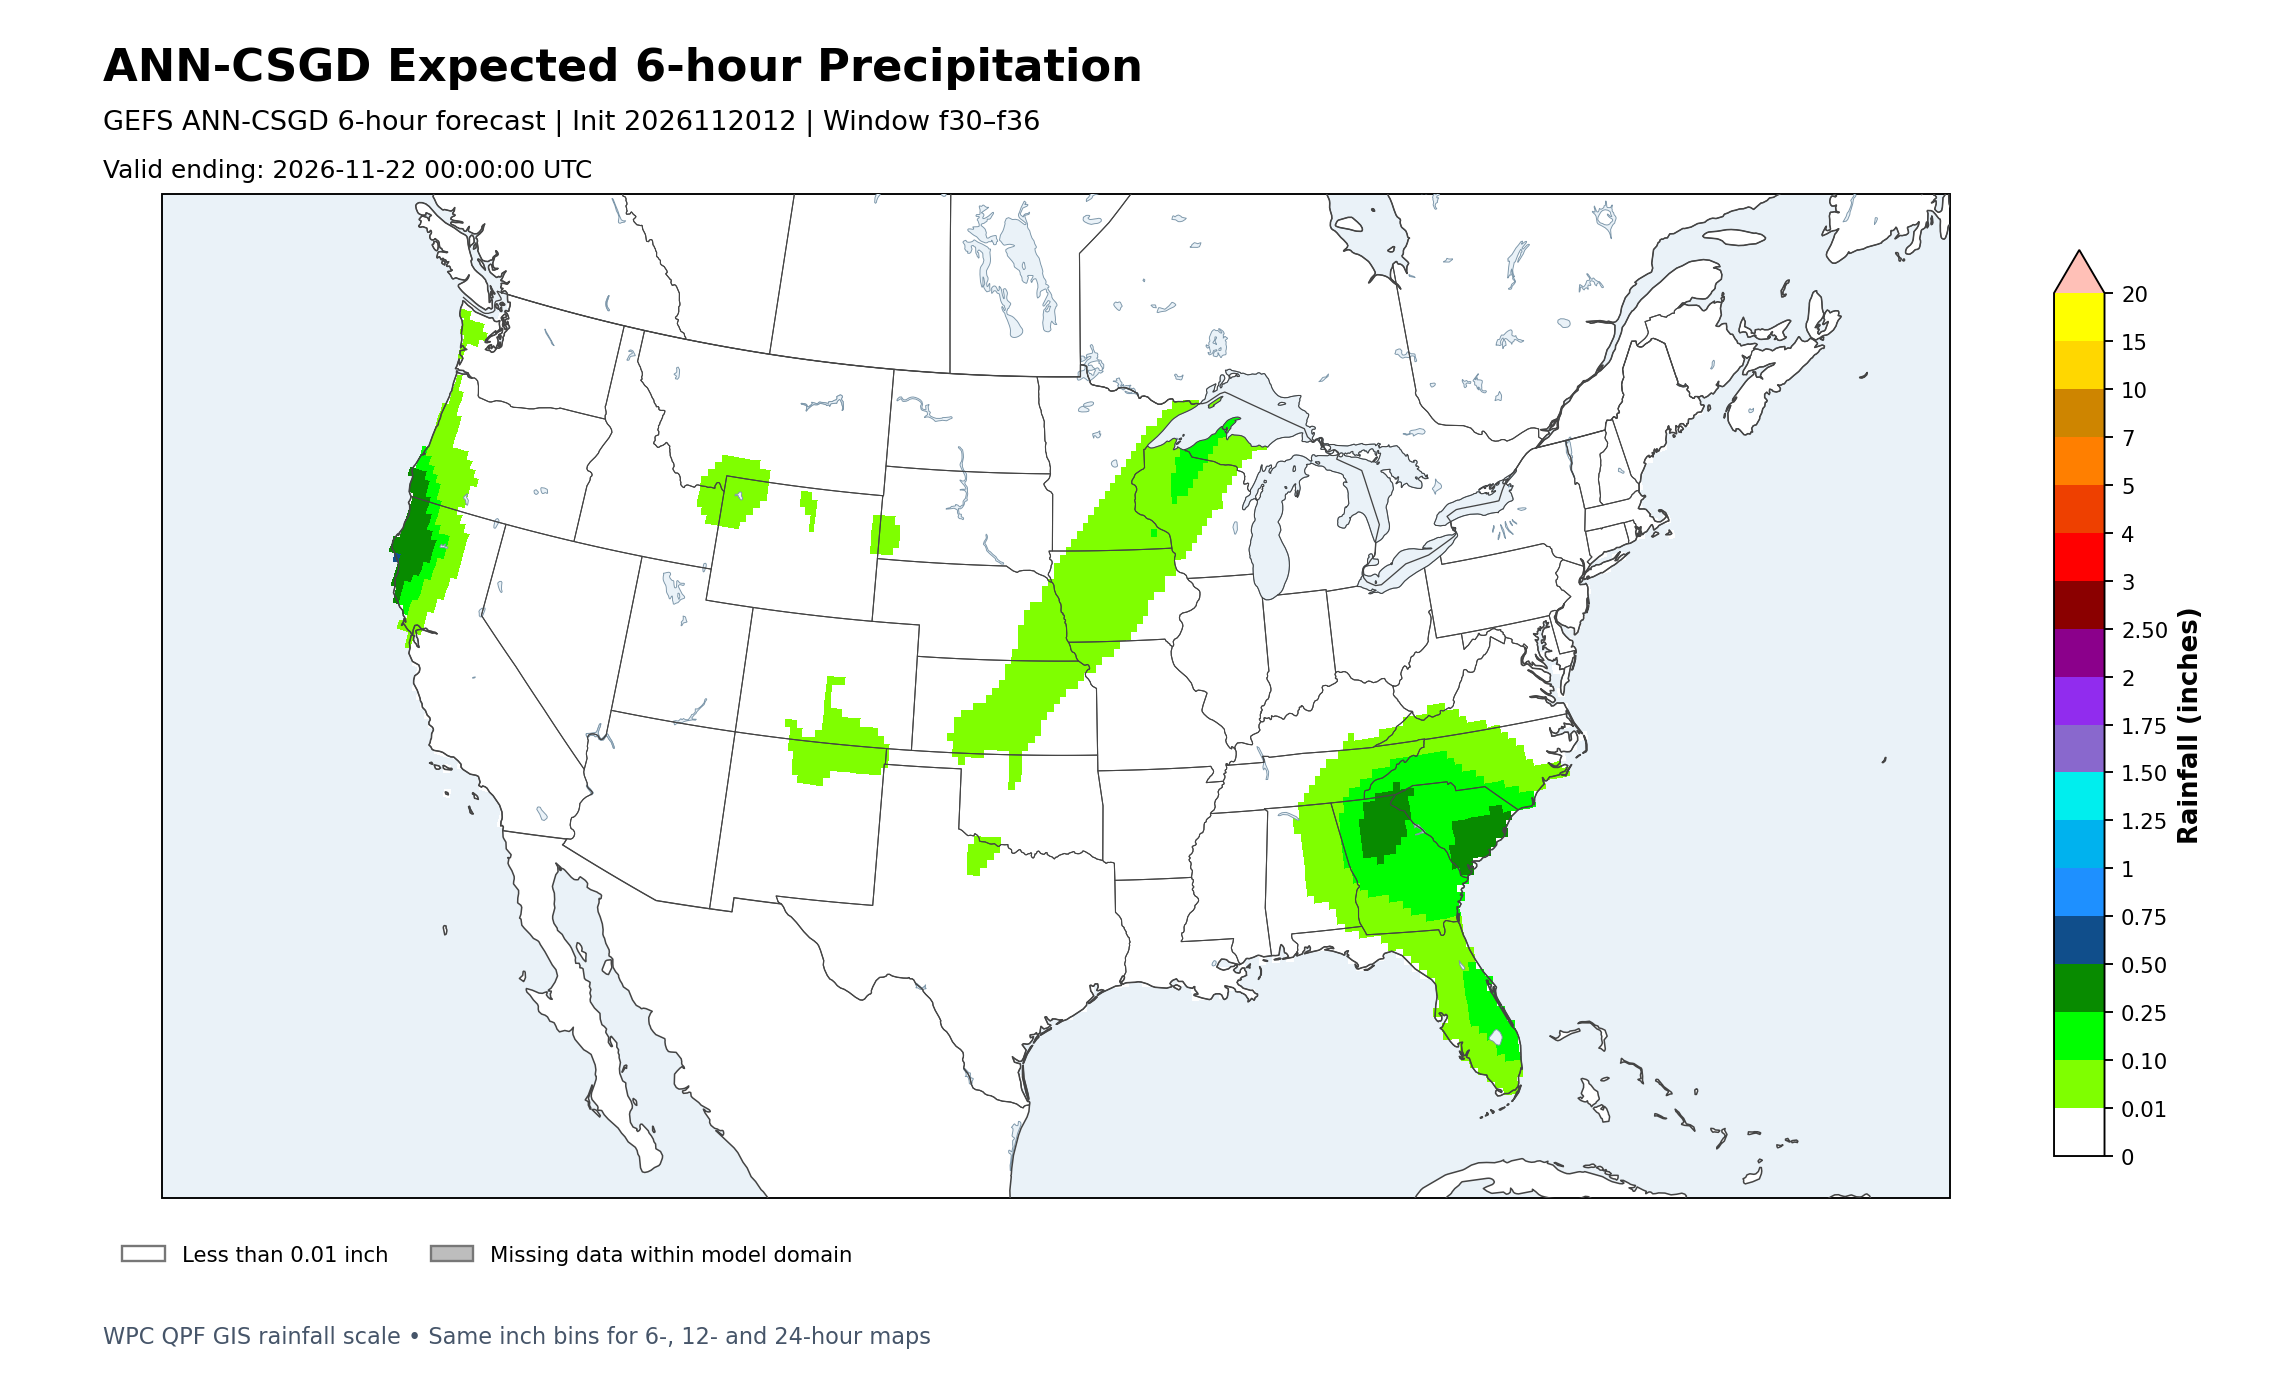 ANN-CSGD Expected 6-hour Precipitation
GEFS ANN-CSGD 6-hour forecast | Init 2026112012 | Window f30–f36
Valid ending: 2026-11-22 00:00:00 UTC
20
15
10
7
5
4
3
2.50
2
1.75
1.50
1.25
1
0.75
0.50
0.25
0.10
0.01
0
Rainfall (inches)
Less than 0.01 inch
Missing data within model domain
WPC QPF GIS rainfall scale • Same inch bins for 6-, 12- and 24-hour maps